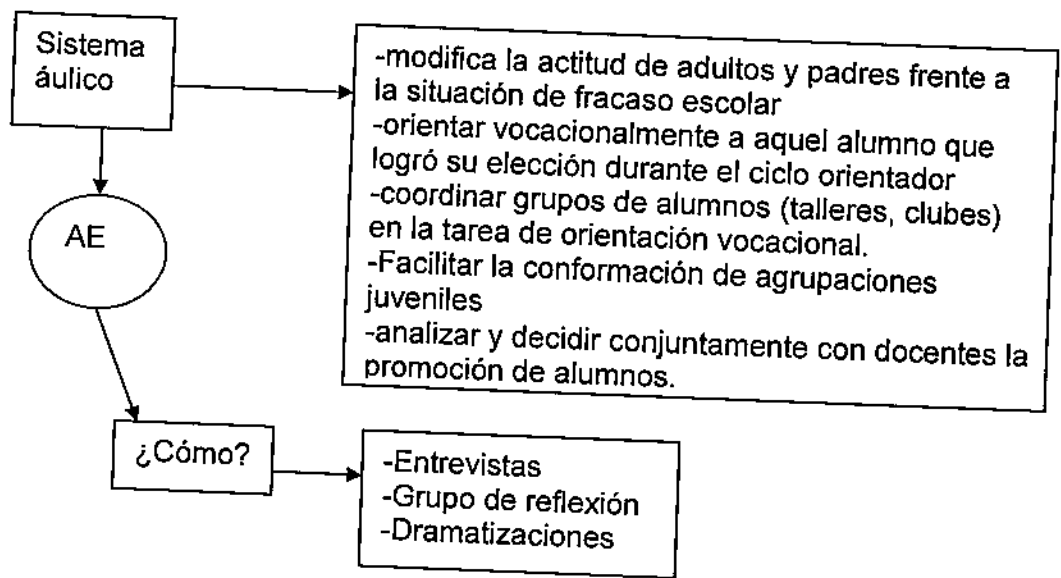 Sistema
áulico
-modifica la actitud de adultos y padres frente a
la situación de fracaso escolar
-orientar vocacionalmente a aquel alumno que
logró su elección durante el ciclo orientador
-coordinar grupos de alumnos (talleres, clubes)
en la tarea de orientación vocacional.
-Facilitar la conformación de agrupaciones
juveniles
-analizar y decidir conjuntamente con docentes la
promoción de alumnos.
AE
¿Cómo?
-Entrevistas
-Grupo de reflexión
-Dramatizaciones